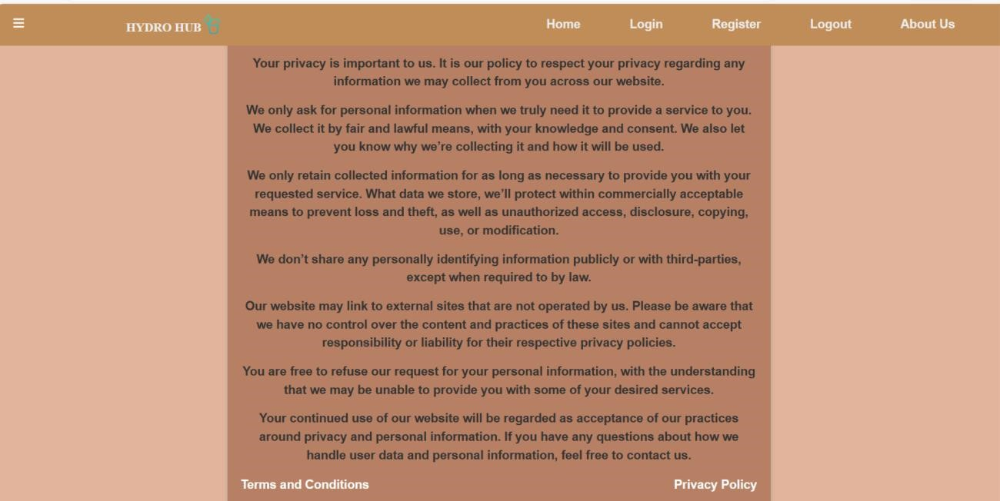 HYDRO HUB
Home Login Register Logout About Us
Your privacy is important to us. It is our policy to respect your privacy regarding any
information we may collect from you across our website.
We only ask for personal information when we truly need it to provide a service to you.
We collect it by fair and lawful means, with your knowledge and consent. We also let
you know why we’re collecting it and how it will be used.
We only retain collected information for as long as necessary to provide you with your
requested service. What data we store, we’ll protect within commercially acceptable
means to prevent loss and theft, as well as unauthorized access, disclosure, copying,
use, or modification.
We don’t share any personally identifying information publicly or with third-parties,
except when required to by law.
Our website may link to external sites that are not operated by us. Please be aware that
we have no control over the content and practices of these sites and cannot accept
responsibility or liability for their respective privacy policies.
You are free to refuse our request for your personal information, with the understanding
that we may be unable to provide you with some of your desired services.
Your continued use of our website will be regarded as acceptance of our practices
around privacy and personal information. If you have any questions about how we
handle user data and personal information, feel free to contact us.
Terms and Conditions
Privacy Policy